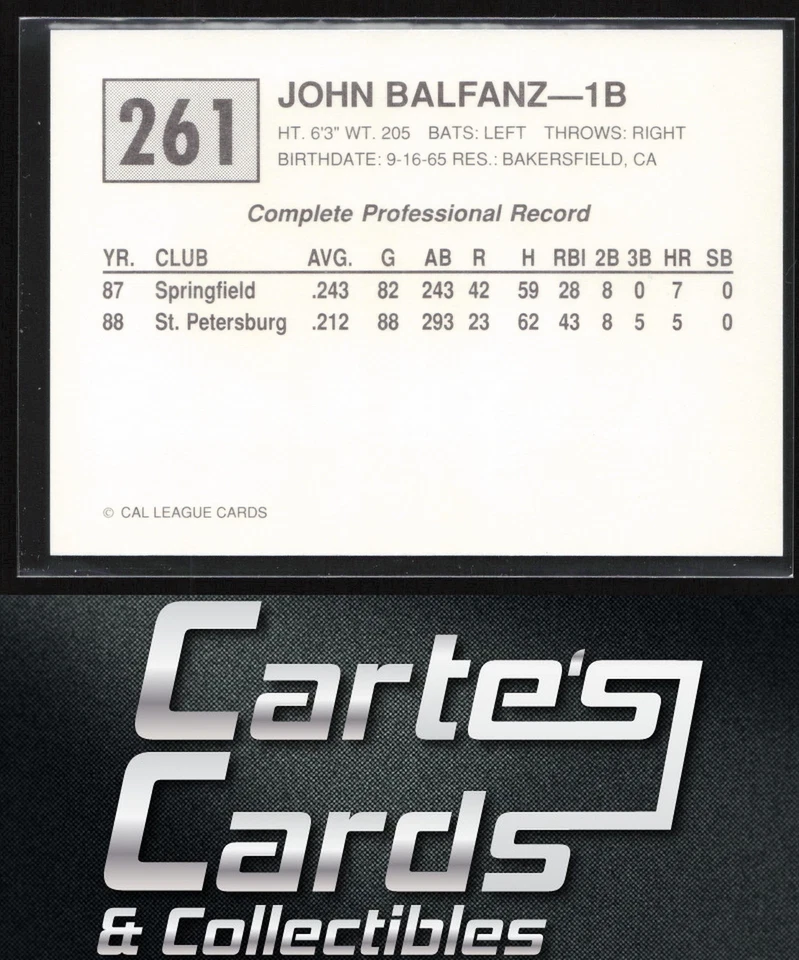 261
JOHN BALFANZ—1B
HT. 6'3" WT. 205 BATS: LEFT THROWS: RIGHT
BIRTHDATE: 9-16-65 RES.: BAKERSFIELD, CA
Complete Professional Record
YR. CLUB AVG. G AB R H RBI 2B 3B HR SB
87 Springfield .243 82 243 42 59 28 8 0 7 0
88 St. Petersburg .212 88 293 23 62 43 8 5 5 0
© CAL LEAGUE CARDS
Carte's
Cards
& Collectibles